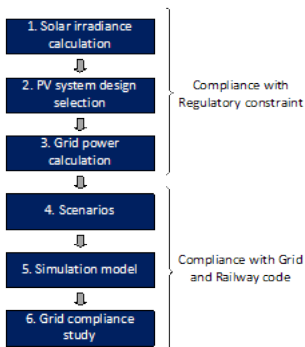 1. Solar irradiance
calculation
2. PV system design
selection
Compliance with
Regulatory constraint
3. Grid power
calculation
4. Scenarios
5. Simulation model
Compliance with Grid
and Railway code
6. Grid compliance
study